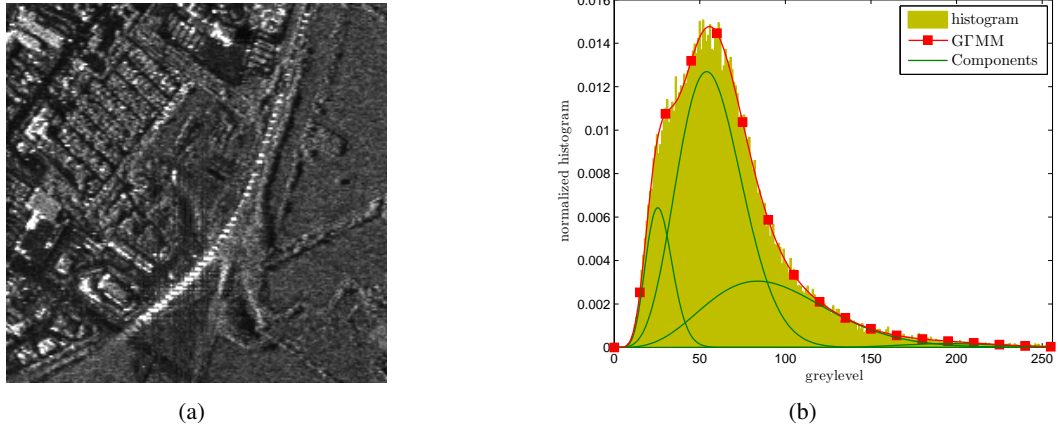 0.016
0.014
0.012
0.01
0.008
0.006
0.004
0.002
0
normalized histogram
histogram
GΓMM
Components
0 50 100 150 200 250
greylevel
(a) (b)